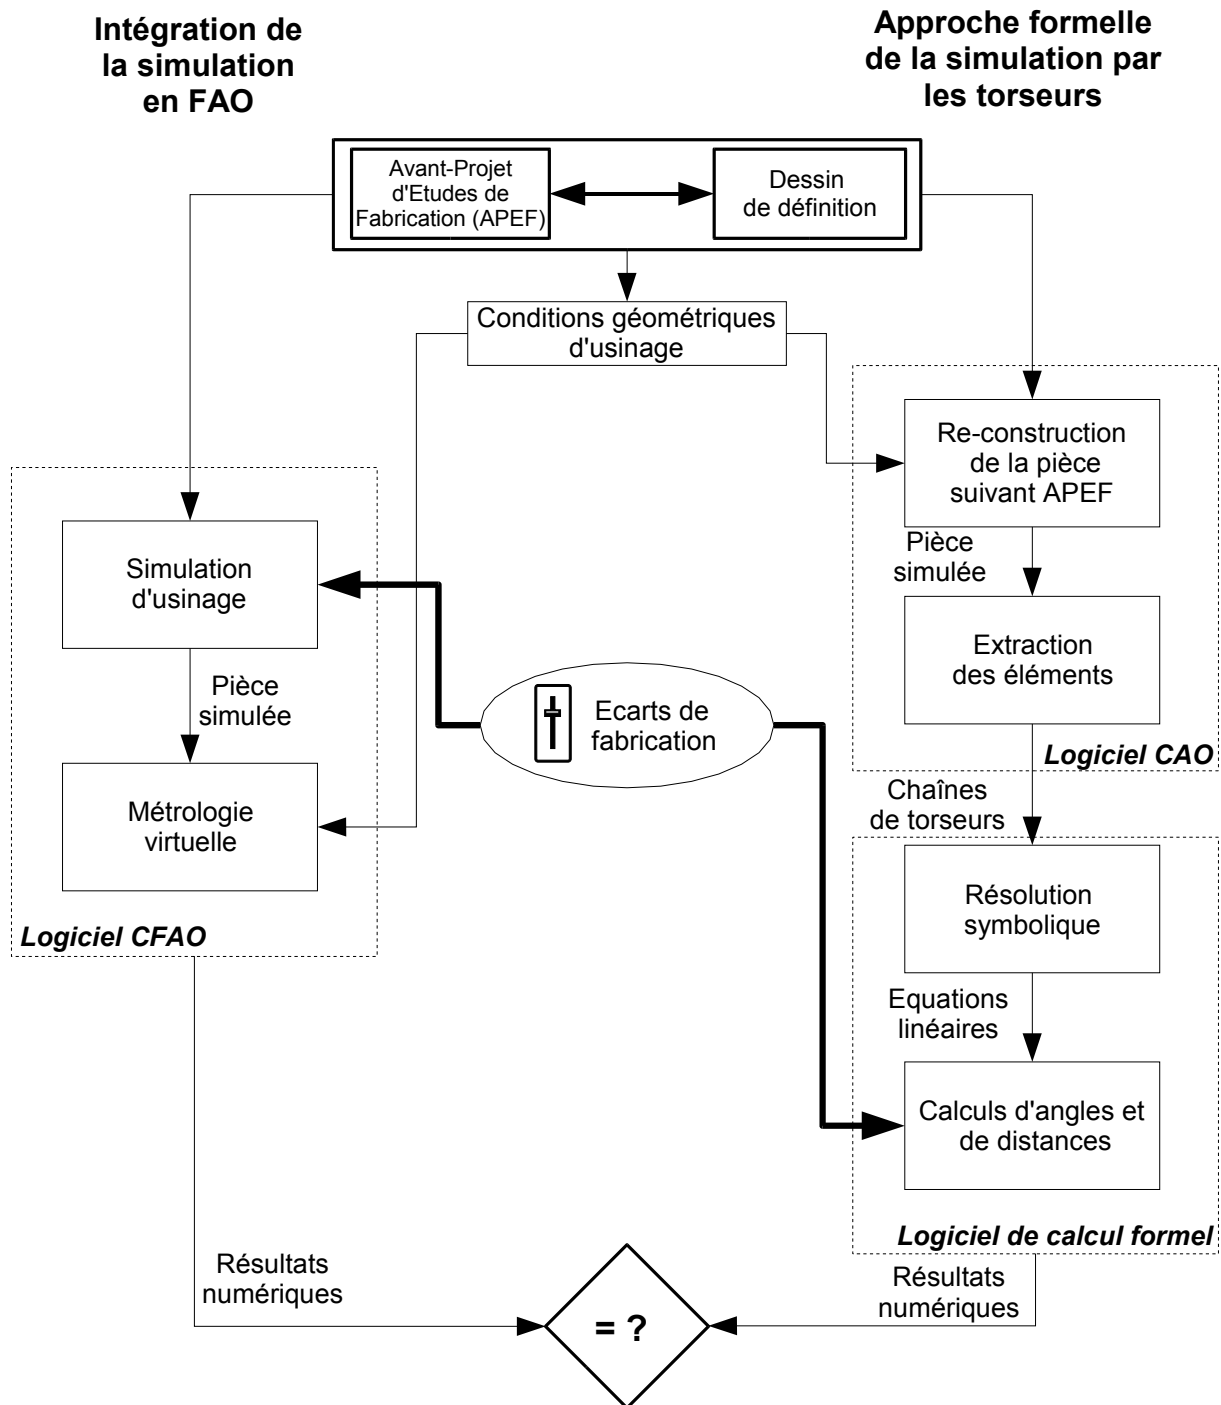 Intégration de
la simulation
en FAO
Approche formelle
de la simulation par
les torseurs
Avant-Projet
d'Etudes de
Fabrication (APEF)
Dessin
de définition
Conditions géométriques
d'usinage
Re-construction
de la pièce
suivant APEF
Pièce
simulée
Simulation
d'usinage
Extraction
des éléments
Pièce
simulée
Ecarts de
fabrication
Logiciel CAO
Métrologie
virtuelle
Chaînes
de torseurs
Résolution
symbolique
Logiciel CFAO
Equations
linéaires
Calculs d'angles et
de distances
Logiciel de calcul formel
Résultats
numériques
Résultats
numériques
= ?